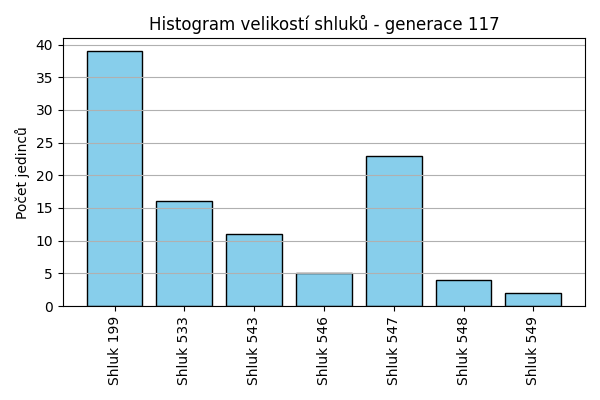 Histogram velikostí shluků - generace 117
Počet jedinců
40
35
30
25
20
15
10
5
0
Shluk 199
Shluk 533
Shluk 543
Shluk 546
Shluk 547
Shluk 548
Shluk 549